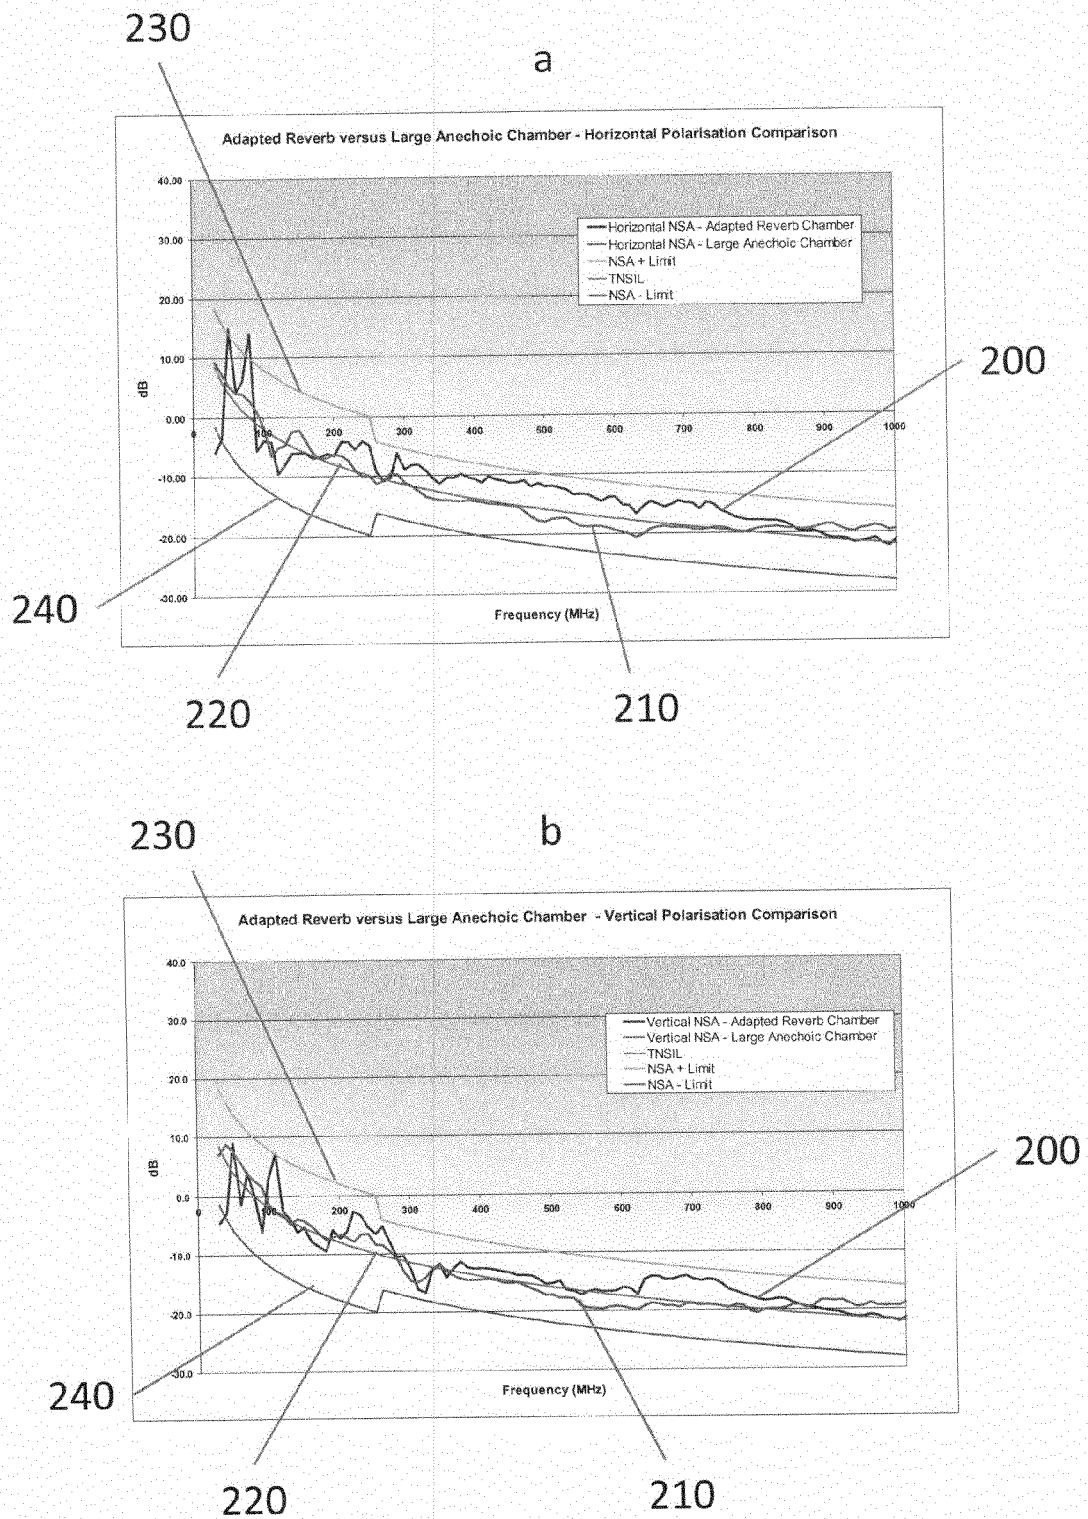 230
a
Adapted Reverb versus Large Anechoic Chamber - Horizontal Polarisation Comparison
40.00
30.00
20.00
10.00
0.00
-10.00
-20.00
-30.00
dB
Horizontal NSA - Adapted Reverb Chamber
Horizontal NSA - Large Anechoic Chamber
NSA + Limit
TNSIL
NSA - Limit
0 100 200 300 400 500 600 700 800 900 1000
Frequency (MHz)
200
240
220
210
230
b
Adapted Reverb versus Large Anechoic Chamber - Vertical Polarisation Comparison
40.0
30.0
20.0
10.0
0.0
-10.0
-20.0
-30.0
dB
Vertical NSA - Adapted Reverb Chamber
Vertical NSA - Large Anechoic Chamber
TNSIL
NSA + Limit
NSA - Limit
0 100 200 300 400 500 600 700 800 900 1000
Frequency (MHz)
200
240
220
210